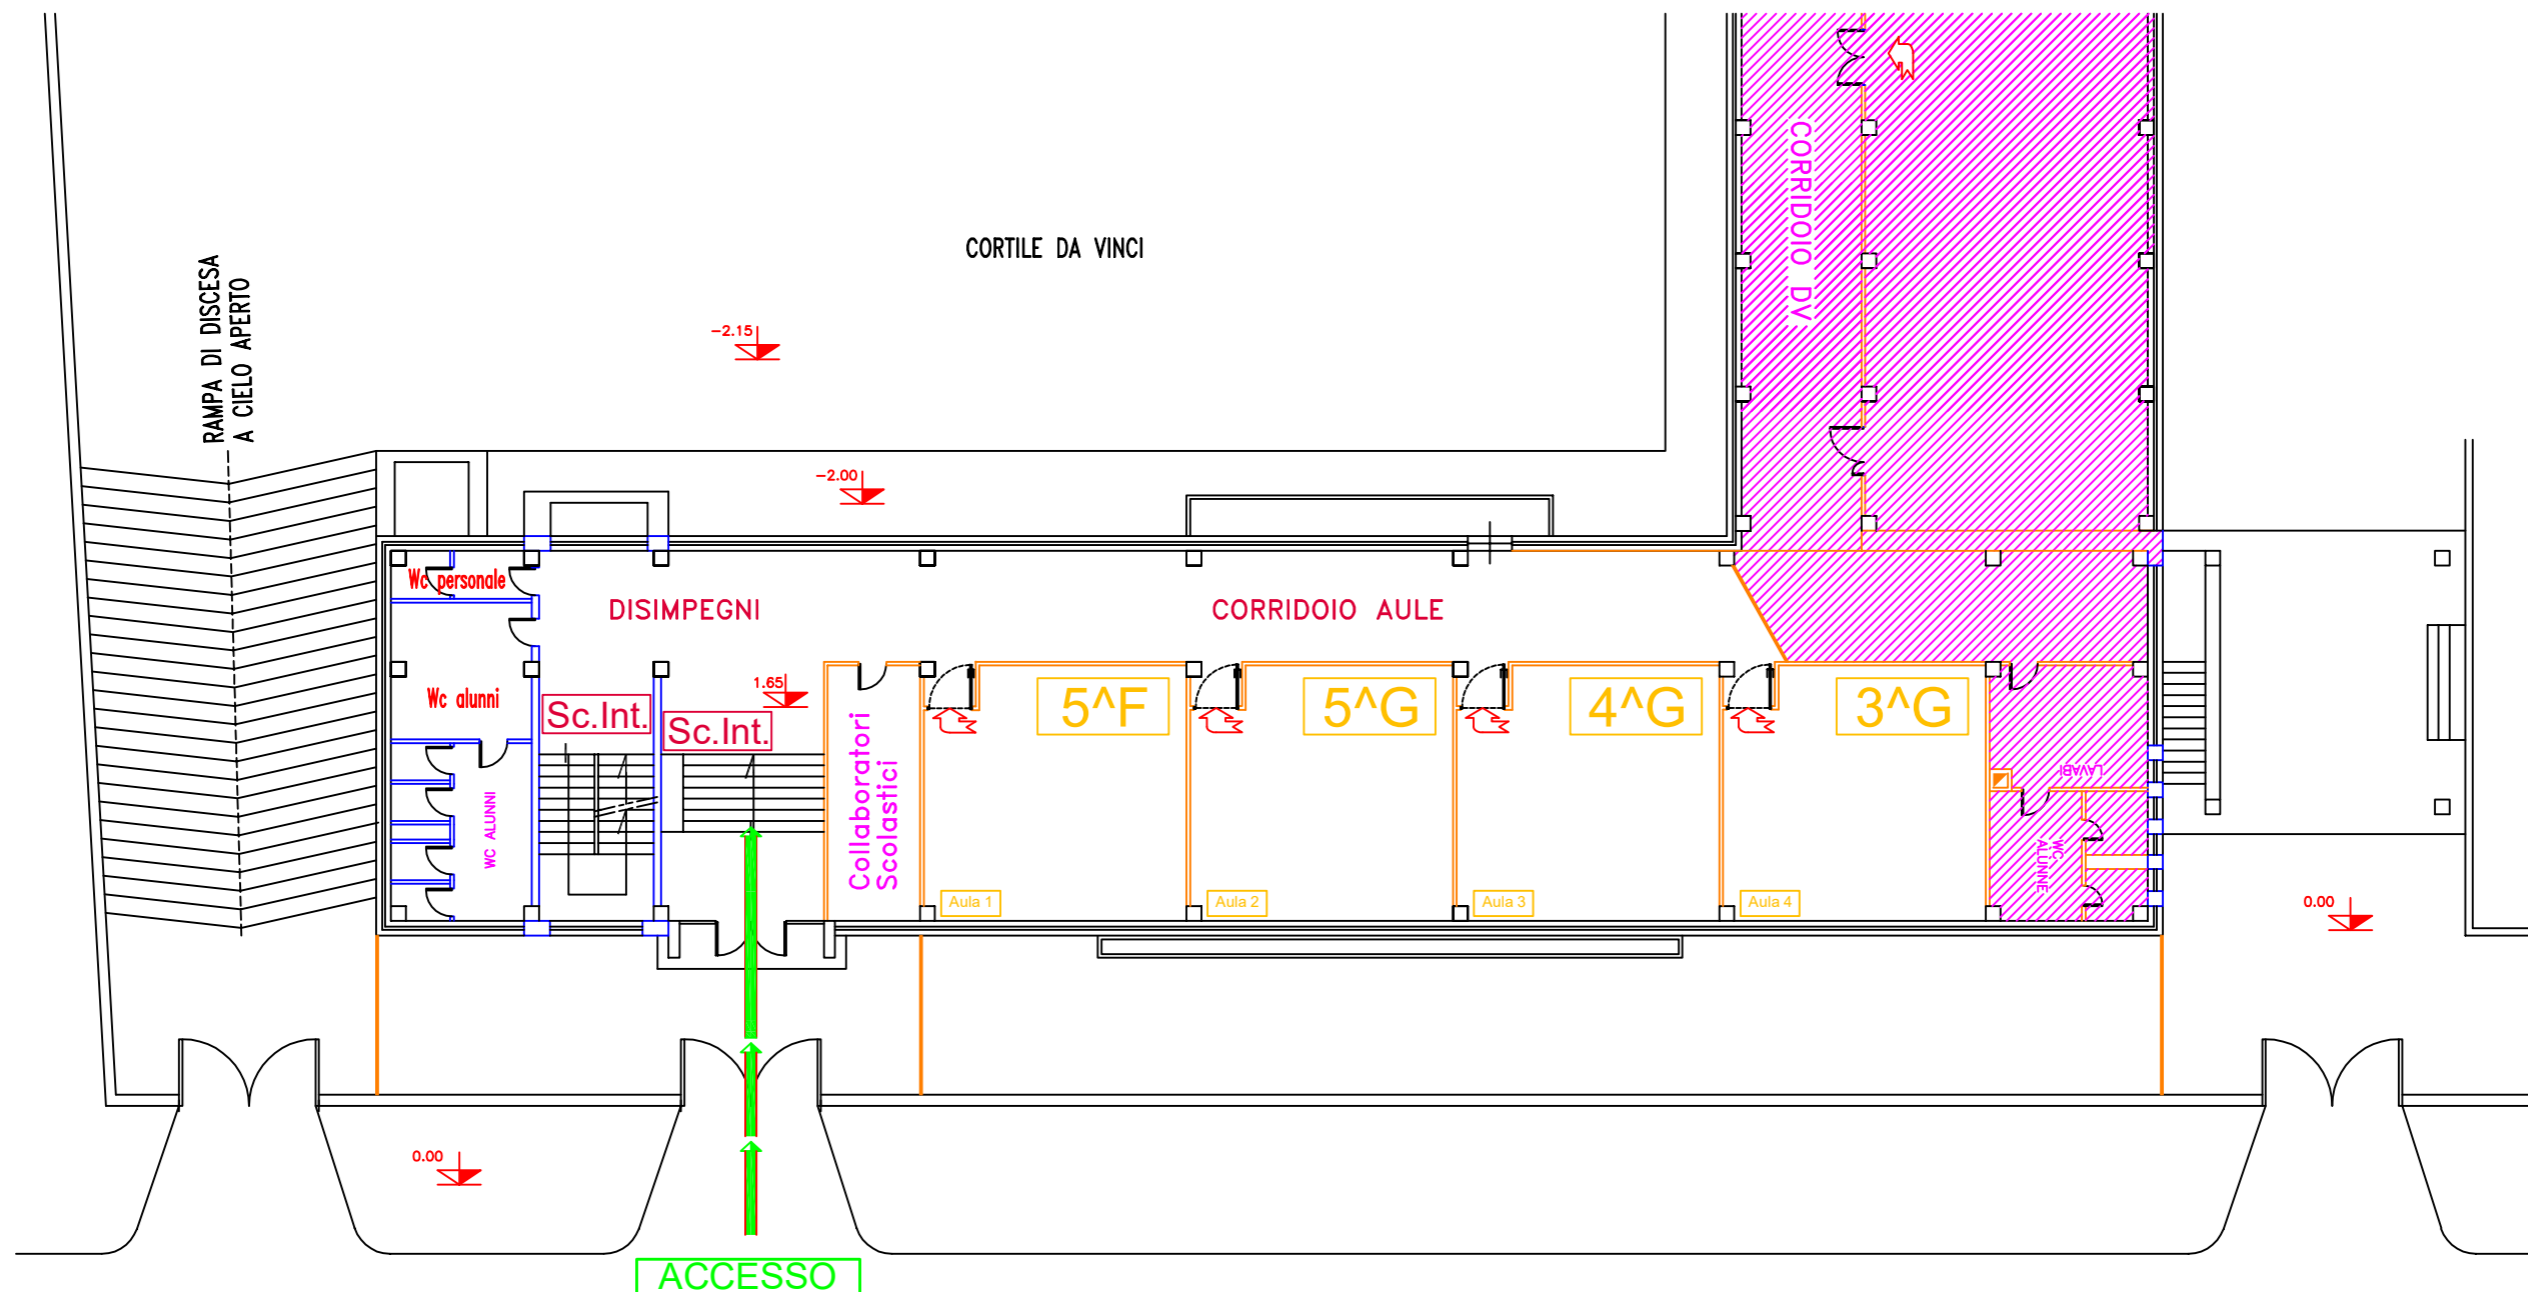 CORTILE DA VINCI
RAMPA DI DISCESA
A CIELO APERTO
CORRIDOIO DV
-2.15
-2.00
Wc personale
DISIMPEGNI
CORRIDOIO AULE
Wc alunni
Sc.Int.
Sc.Int.
1.65
Collaboratori
Scolastici
5^F
5^G
4^G
3^G
WC ALUNNI
LAVABI
WC
ALUNNE
Aula 1
Aula 2
Aula 3
Aula 4
0.00
0.00
ACCESSO